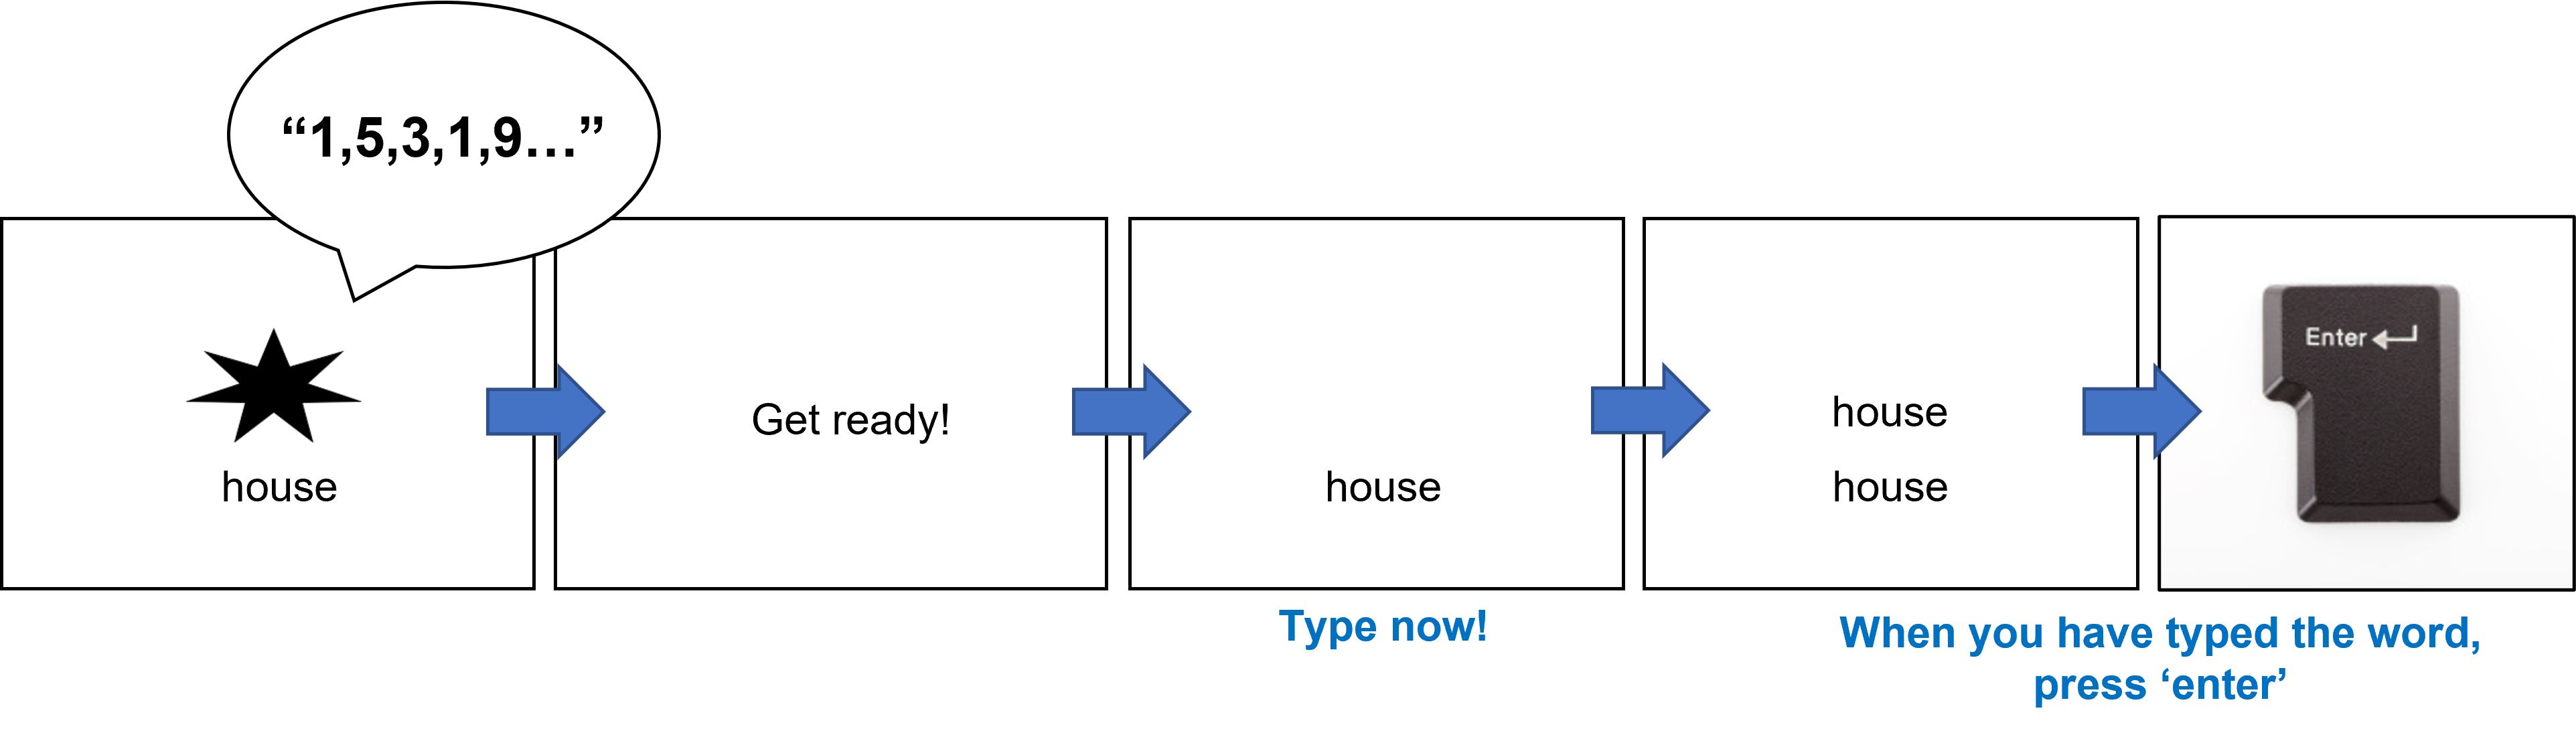 “1,5,3,1,9...”
house
Get ready!
house
Type now!
house
house
Enter
When you have typed the word,
press ‘enter’